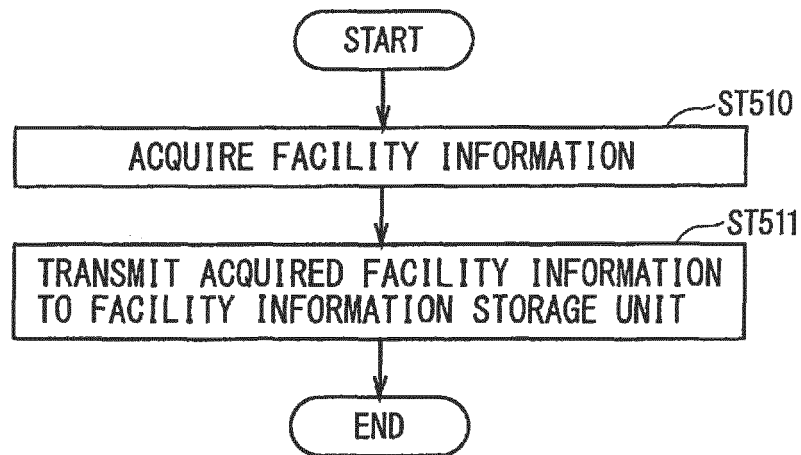 START
ST510
ACQUIRE FACILITY INFORMATION
ST511
TRANSMIT ACQUIRED FACILITY INFORMATION
TO FACILITY INFORMATION STORAGE UNIT
END